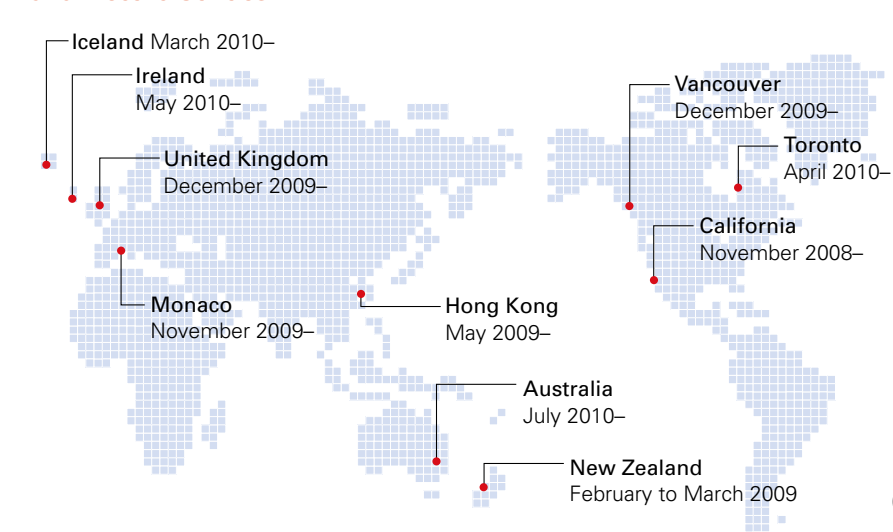 Iceland March 2010–
Ireland
May 2010–
United Kingdom
December 2009–
Monaco
November 2009–
Hong Kong
May 2009–
Australia
July 2010–
New Zealand
February to March 2009
Vancouver
December 2009–
Toronto
April 2010–
California
November 2008–